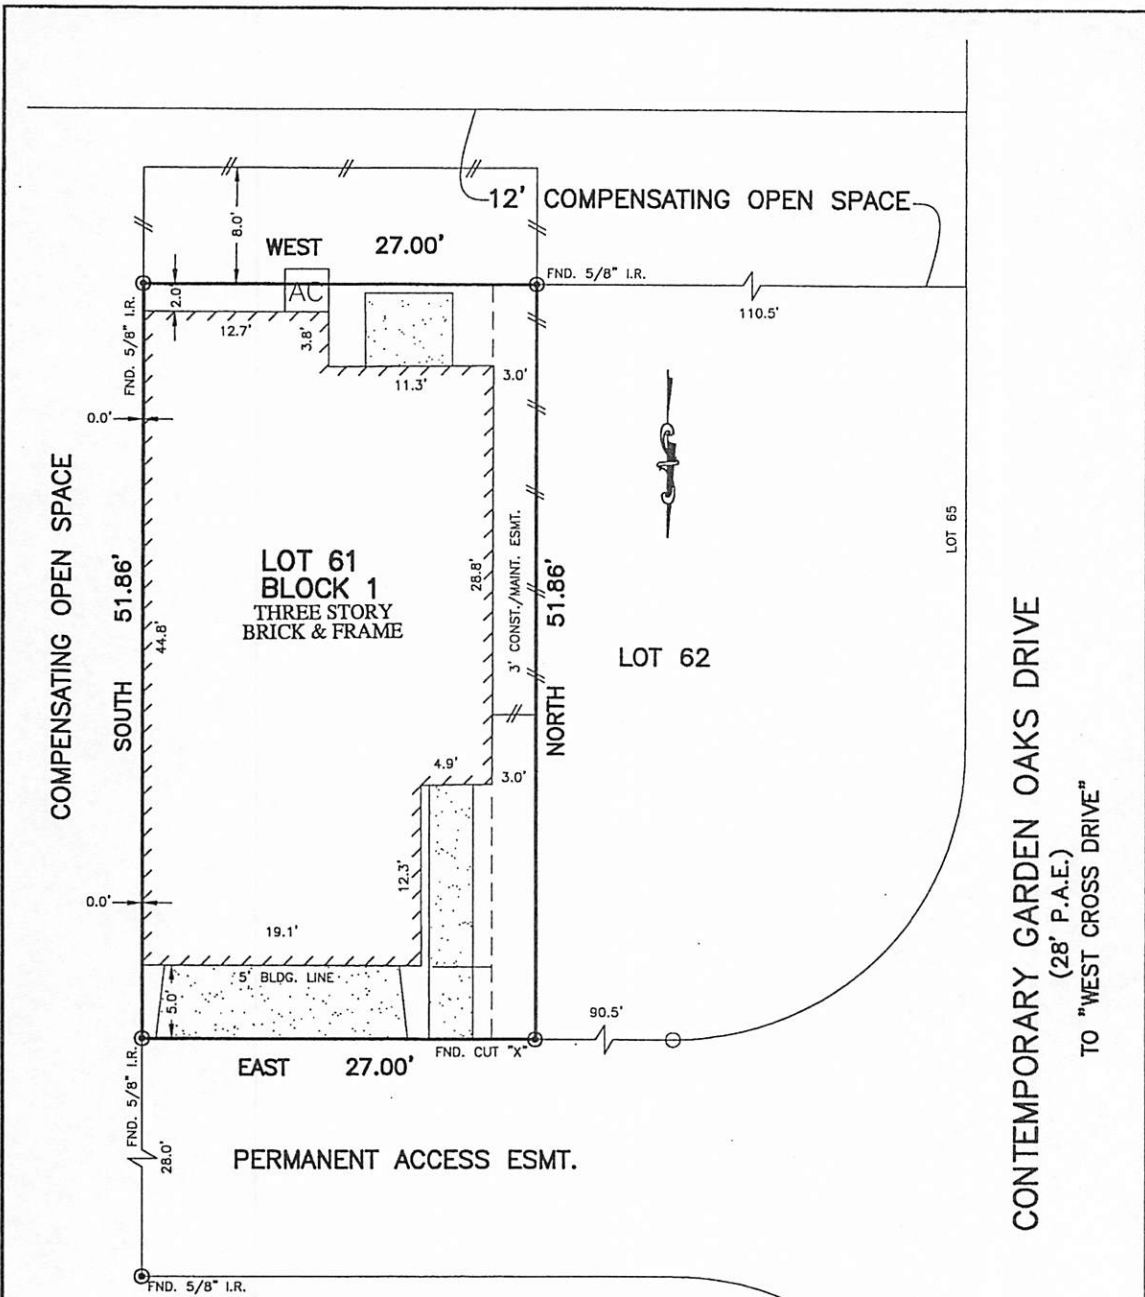 12' COMPENSATING OPEN SPACE
8.0'
WEST 27.00'
FND. 5/8" I.R.
AC
2.0'
110.5'
FND. 5/8" I.R.
12.7'
3.8'
11.3'
3.0'
0.0'
COMPENSATING OPEN SPACE
SOUTH 51.86'
44.8'
LOT 61
BLOCK 1
THREE STORY
BRICK & FRAME
28.8'
3' CONST./MAINT. ESMT.
NORTH 51.86'
LOT 62
LOT 65
4.9'
3.0'
12.3'
0.0'
19.1'
5' BLDG. LINE
5.0'
90.5'
FND. CUT "X"
EAST 27.00'
FND. 5/8" I.R.
28.0'
PERMANENT ACCESS ESMT.
FND. 5/8" I.R.
CONTEMPORARY GARDEN OAKS DRIVE
(28' P.A.E.)
TO "WEST CROSS DRIVE"